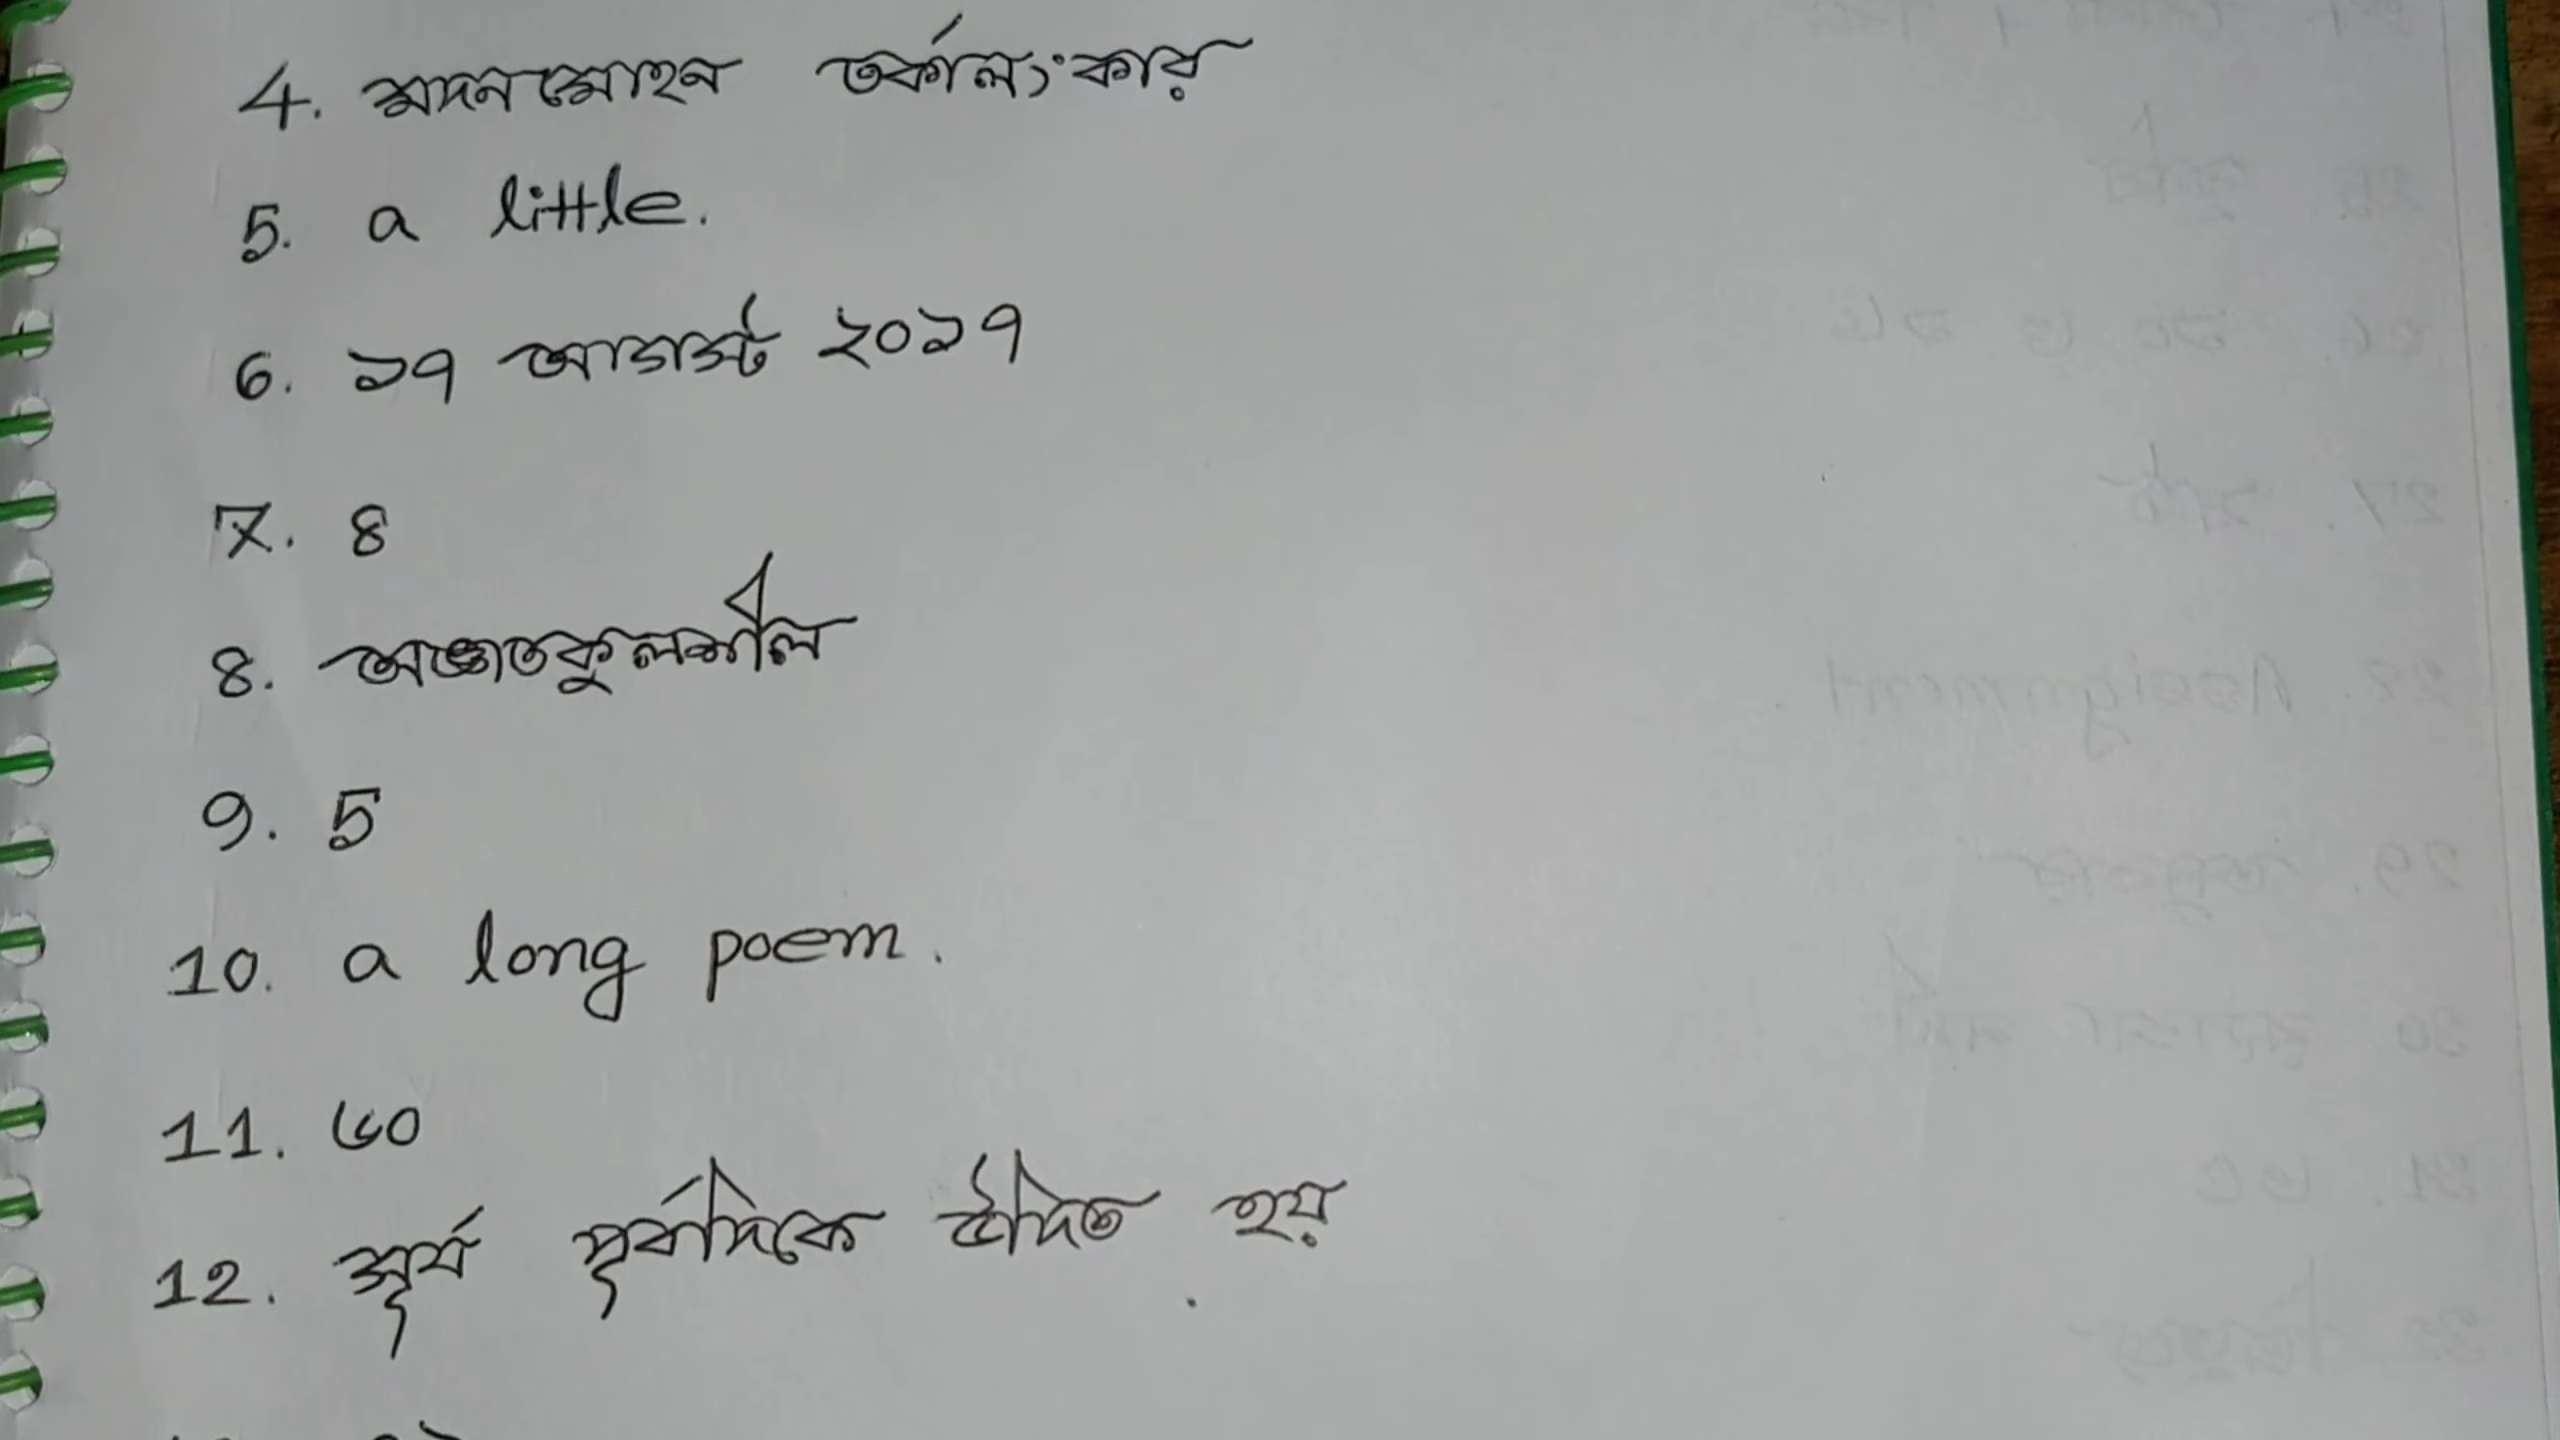 4. মদনমোহন তর্কালংকার
5. a little.
6. ১৭ আগস্ট ২০১৭
7. 8
8. অজ্ঞাতকুলশীল
9. 5
10. a long poem.
11. ৬০
12. সূর্য পূর্বদিকে উদিত হয়